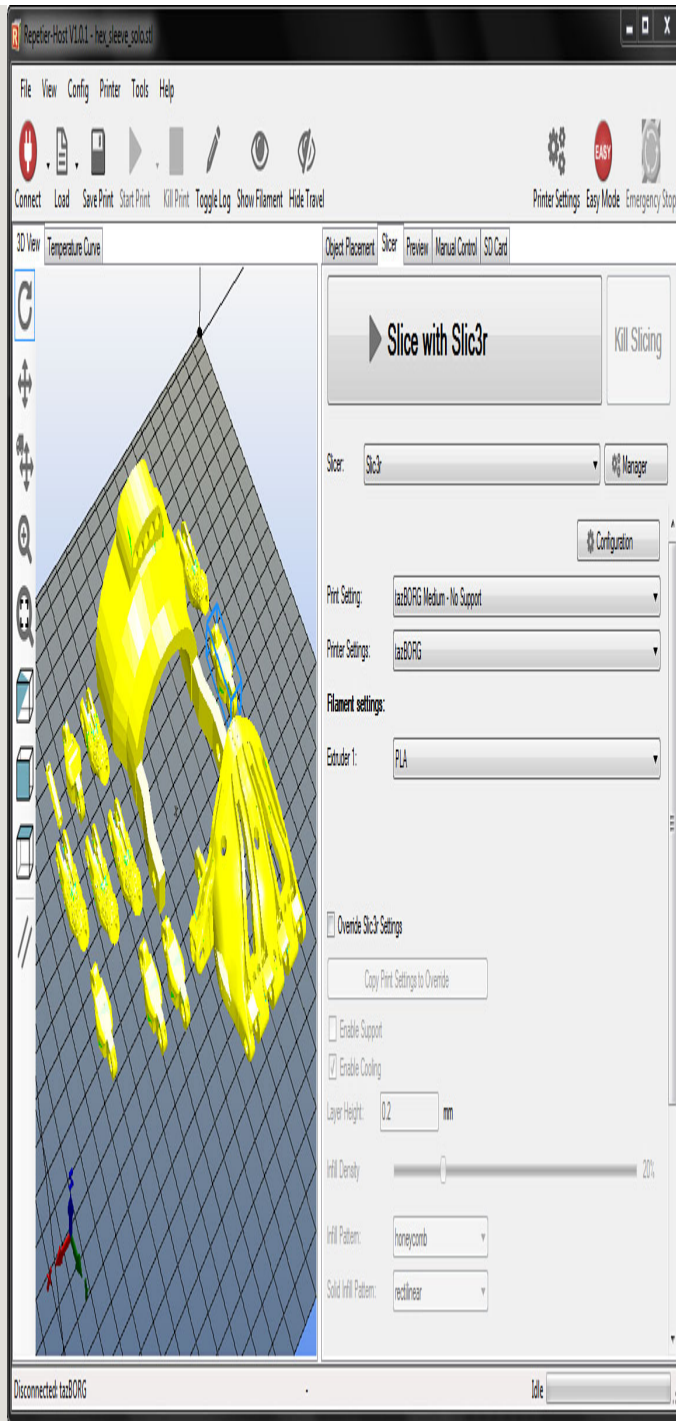 Repetier-Host V1.0.1 - hex_sleeve_solo.stl
File View Config Printer Tools Help
Connect Load Save Print Start Print Kill Print Toggle Log Show Filament Hide Travel Printer Settings EASY Easy Mode Emergency Stop
3D View Temperature Curve Object Placement Slicer Preview Manual Control SD Card
Slice with Slic3r Kill Slicing
Slicer: Slic3r Manager
Configuration
Print Setting: tazBORG Medium - No Support
Printer Settings: tazBORG
Filament settings:
Extruder 1: PLA
Override Slic3r Settings
Copy Print Settings to Override
Enable Support
Enable Cooling
Layer Height: 0.2 mm
Infill Density 20%
Infill Pattern: honeycomb
Solid Infill Pattern: rectilinear
Disconnected: tazBORG - Idle